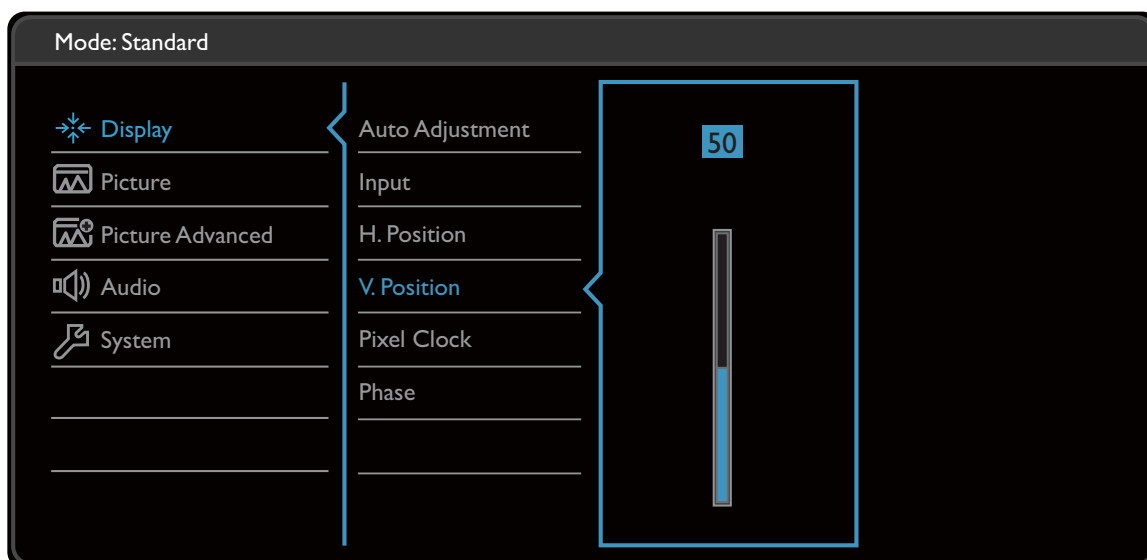 Mode: Standard
Display
Picture
Picture Advanced
Audio
System
Auto Adjustment
Input
H. Position
V. Position
Pixel Clock
Phase
50